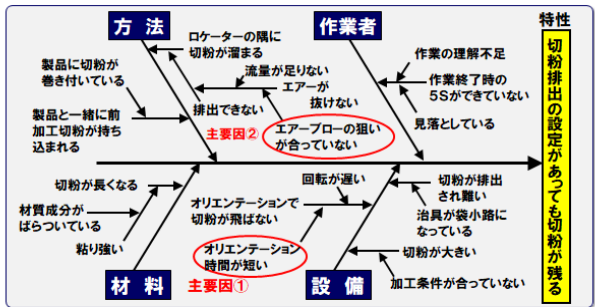 特性
方法
作業者
ロケーターの隅に
切粉が溜まる
製品に切粉が
巻き付いている
流量が足りない
エアーが
抜けない
排出できない
製品と一緒に前
加工切粉が持ち
込まれる
主要因②
エアーブローの狙い
が合っていない
作業の理解不足
作業終了時の
5Sができていない
見落としている
切粉排出の設定があっても切粉が残る
切粉が長くなる
材質成分が
ばらついている
粘り強い
オリエンテーションで
切粉が飛ばない
回転が遅い
オリエンテーション
時間が短い
主要因①
切粉が排出
され難い
治具が袋小路に
なっている
切粉が大きい
加工条件が合っていない
材料
設備